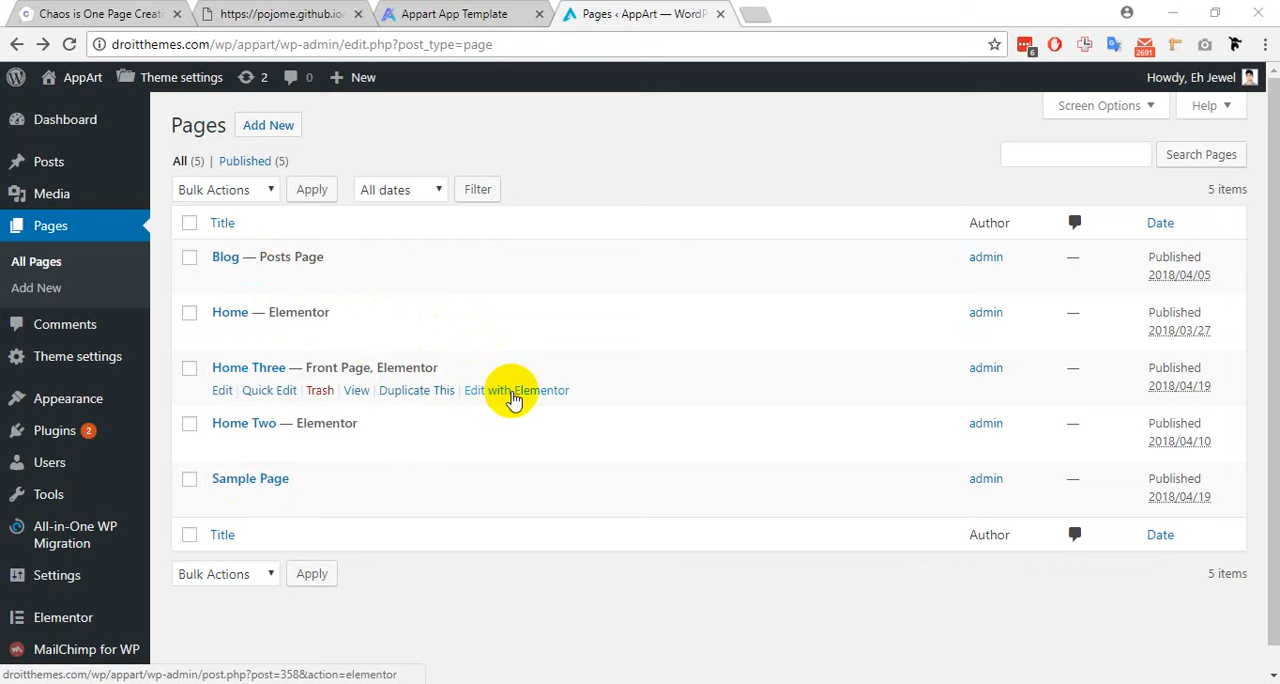 Chaos is One Page Creati
https://pojome.github.io/
Appart App Template
Pages ‹ AppArt — WordP
droitthemes.com/wp/appart/wp-admin/edit.php?post_type=page
6
2691
AppArt
Theme settings
2
0
New
Howdy, Eh Jewel
Dashboard
Posts
Media
Pages
All Pages
Add New
Comments
Theme settings
Appearance
Plugins 2
Users
Tools
All-in-One WP
Migration
Settings
Elementor
MailChimp for WP
Screen Options
Help
Pages
Add New
All (5) | Published (5)
Search Pages
Bulk Actions
Apply
All dates
Filter
5 items
Title
Author
Date
Blog — Posts Page
admin
—
Published
2018/04/05
Home — Elementor
admin
—
Published
2018/03/27
Home Three — Front Page, Elementor
Edit | Quick Edit | Trash | View | Duplicate This | Edit with Elementor
admin
—
Published
2018/04/19
Home Two — Elementor
admin
—
Published
2018/04/10
Sample Page
admin
—
Published
2018/04/19
Title
Author
Date
Bulk Actions
Apply
5 items
droitthemes.com/wp/appart/wp-admin/post.php?post=358&action=elementor